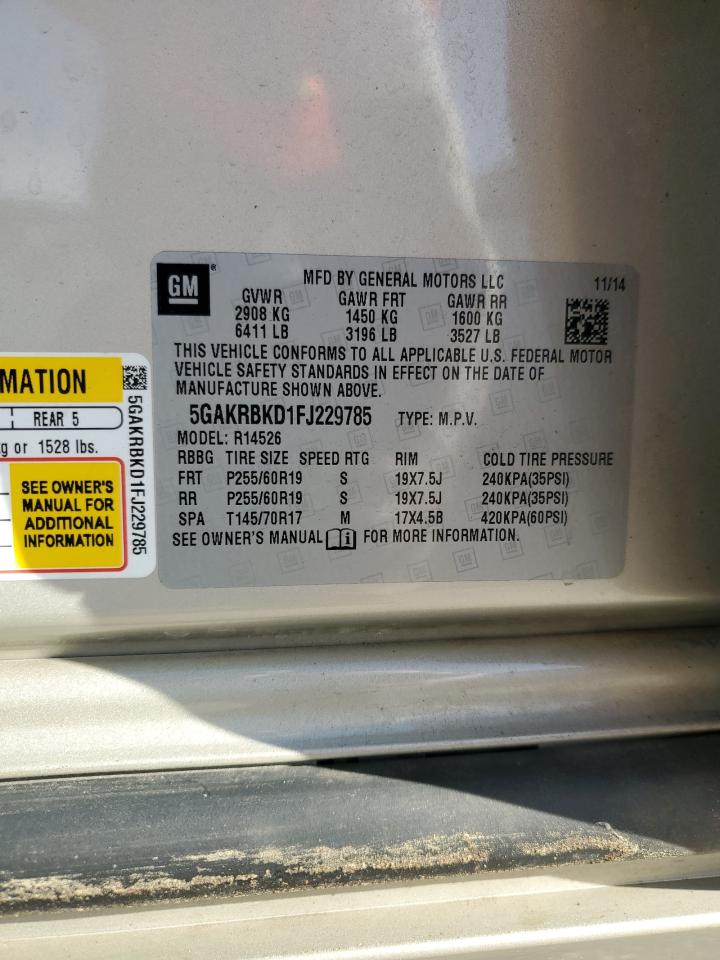 GM®
MFD BY GENERAL MOTORS LLC 11/14
GVWR GAWR FRT GAWR RR
2908 KG 1450 KG 1600 KG
6411 LB 3196 LB 3527 LB
THIS VEHICLE CONFORMS TO ALL APPLICABLE U.S. FEDERAL MOTOR
VEHICLE SAFETY STANDARDS IN EFFECT ON THE DATE OF
MANUFACTURE SHOWN ABOVE.
5GAKRBKD1FJ229785 TYPE: M.P.V.
MODEL: R14526
RBBG TIRE SIZE SPEED RTG RIM COLD TIRE PRESSURE
FRT P255/60R19 S 19X7.5J 240KPA(35PSI)
RR P255/60R19 S 19X7.5J 240KPA(35PSI)
SPA T145/70R17 M 17X4.5B 420KPA(60PSI)
SEE OWNER'S MANUAL i FOR MORE INFORMATION.
MATION
REAR 5
g or 1528 lbs.
SEE OWNER'S
MANUAL FOR
ADDITIONAL
INFORMATION
5GAKRBKD1FJ229785